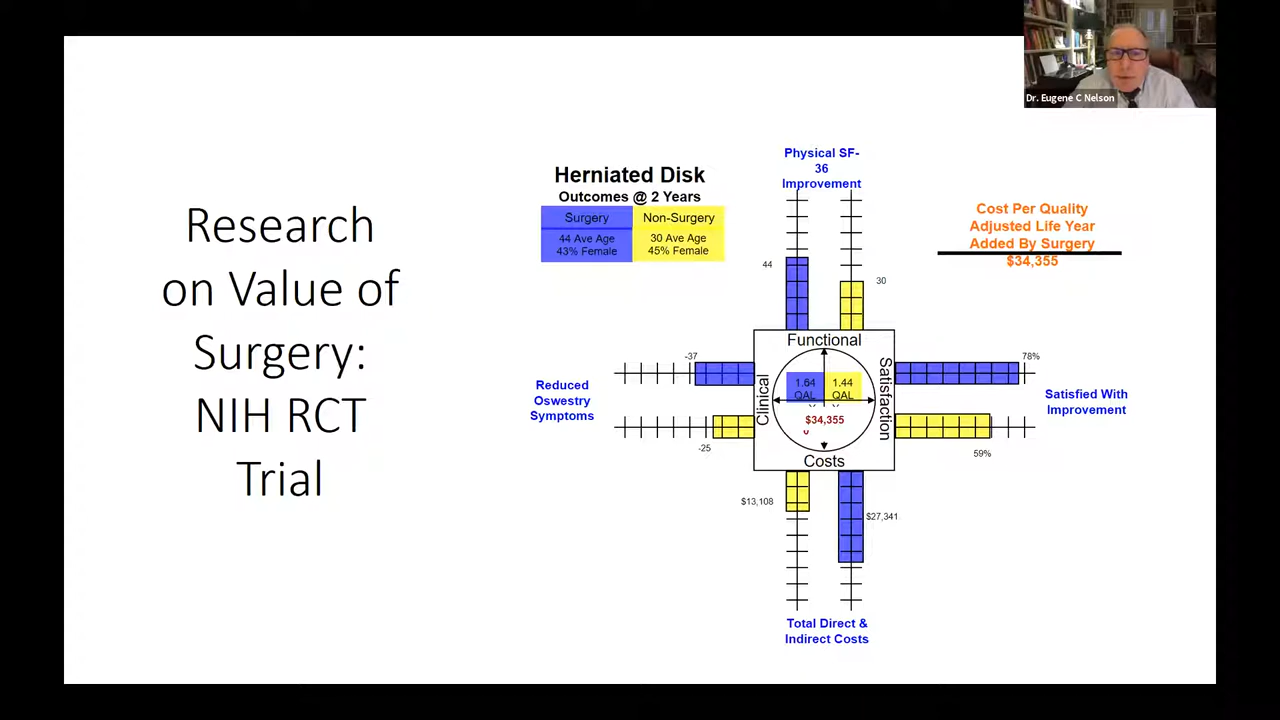 Dr. Eugene C Nelson
Research
on Value of
Surgery:
NIH RCT
Trial
Herniated Disk
Outcomes @ 2 Years
Surgery
Non-Surgery
44 Ave Age
43% Female
30 Ave Age
45% Female
Physical SF-
36
Improvement
Cost Per Quality
Adjusted Life Year
Added By Surgery
$34,355
44
30
Functional
-37
78%
Reduced
Oswestry
Symptoms
Clinical
1.64
QAL
1.44
QAL
$34,355
Satisfaction
Satisfied With
Improvement
-25
59%
Costs
$13,108
$27,341
Total Direct &
Indirect Costs